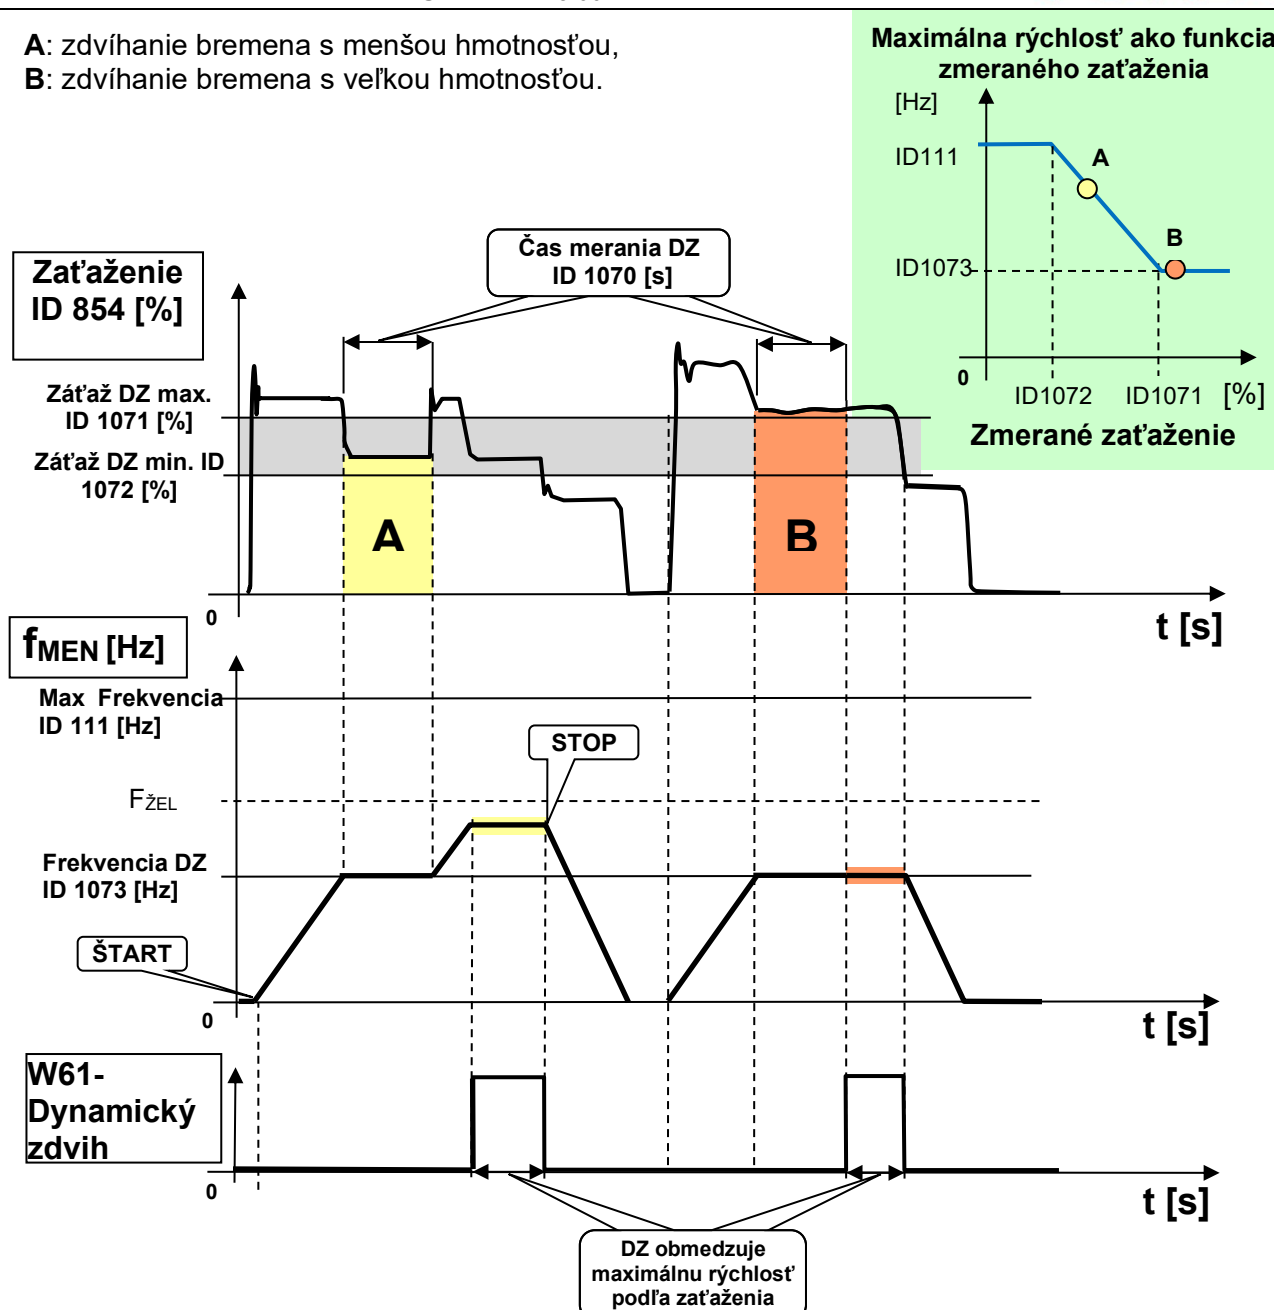 A: zdvíhanie bremena s menšou hmotnosťou,
B: zdvíhanie bremena s veľkou hmotnosťou.
Maximálna rýchlosť ako funkcia
zmeraného zaťaženia
[Hz]
ID111
A
B
ID1073
0
ID1072
ID1071
[%]
Zmerané zaťaženie
Čas merania DZ
ID 1070 [s]
Zaťaženie
ID 854 [%]
Záťaž DZ max.
ID 1071 [%]
Záťaž DZ min. ID
1072 [%]
A
B
0
t [s]
fMEN [Hz]
Max Frekvencia
ID 111 [Hz]
STOP
FŽEL
Frekvencia DZ
ID 1073 [Hz]
ŠTART
0
t [s]
W61-
Dynamický
zdvih
0
t [s]
DZ obmedzuje
maximálnu rýchlosť
podľa zaťaženia